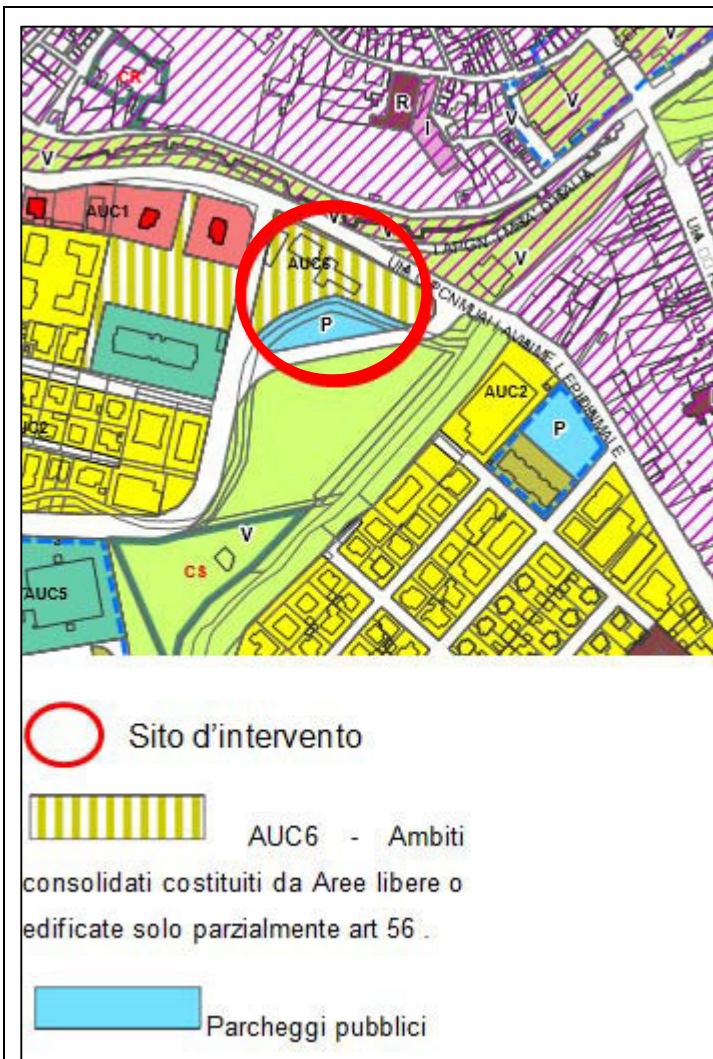 CR
R
I
V
V
V
V
V
V
V
AUC1
AUC6
P
AUC2
P
V
CS
AUC5
Sito d'intervento
AUC6 - Ambiti
consolidati costituiti da Aree libere o
edificate solo parzialmente art 56 .
Parcheggi pubblici